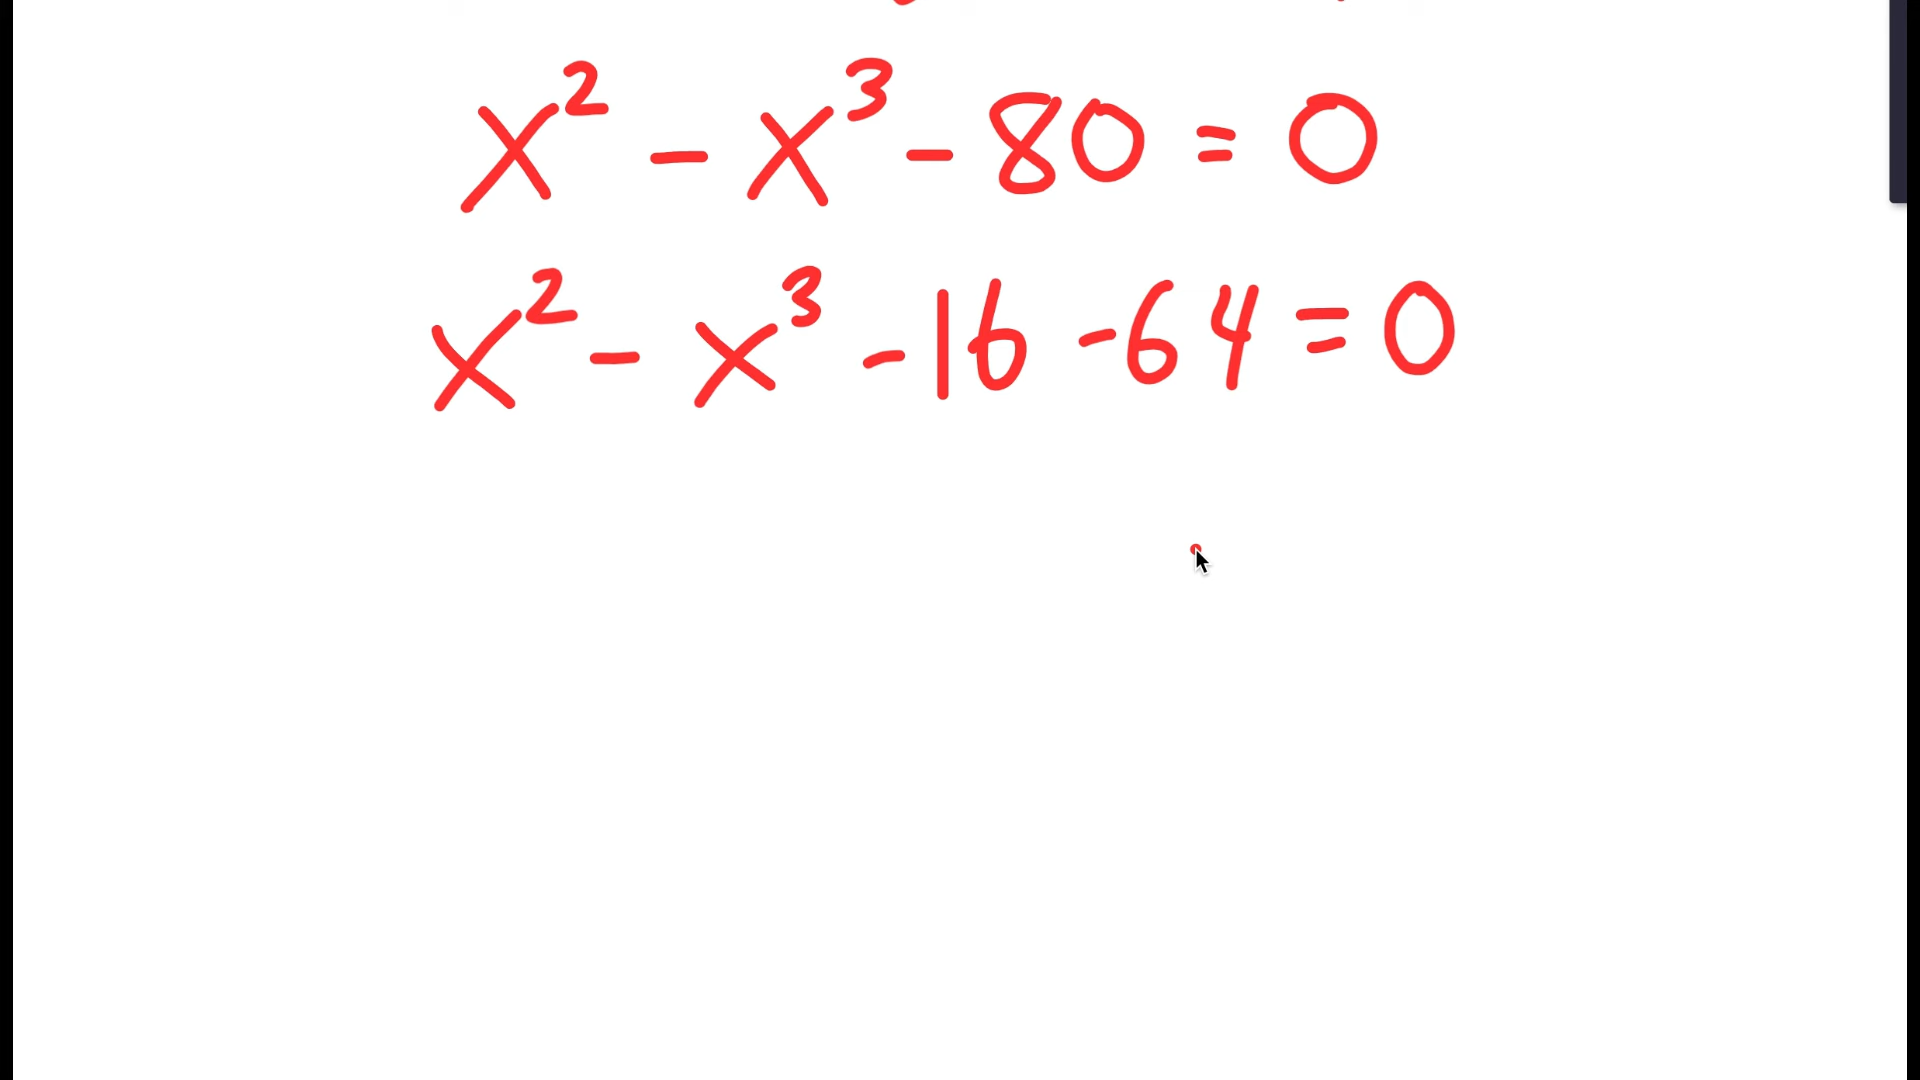 x² - x³ - 80 = 0
x² - x³ - 16 - 64 = 0